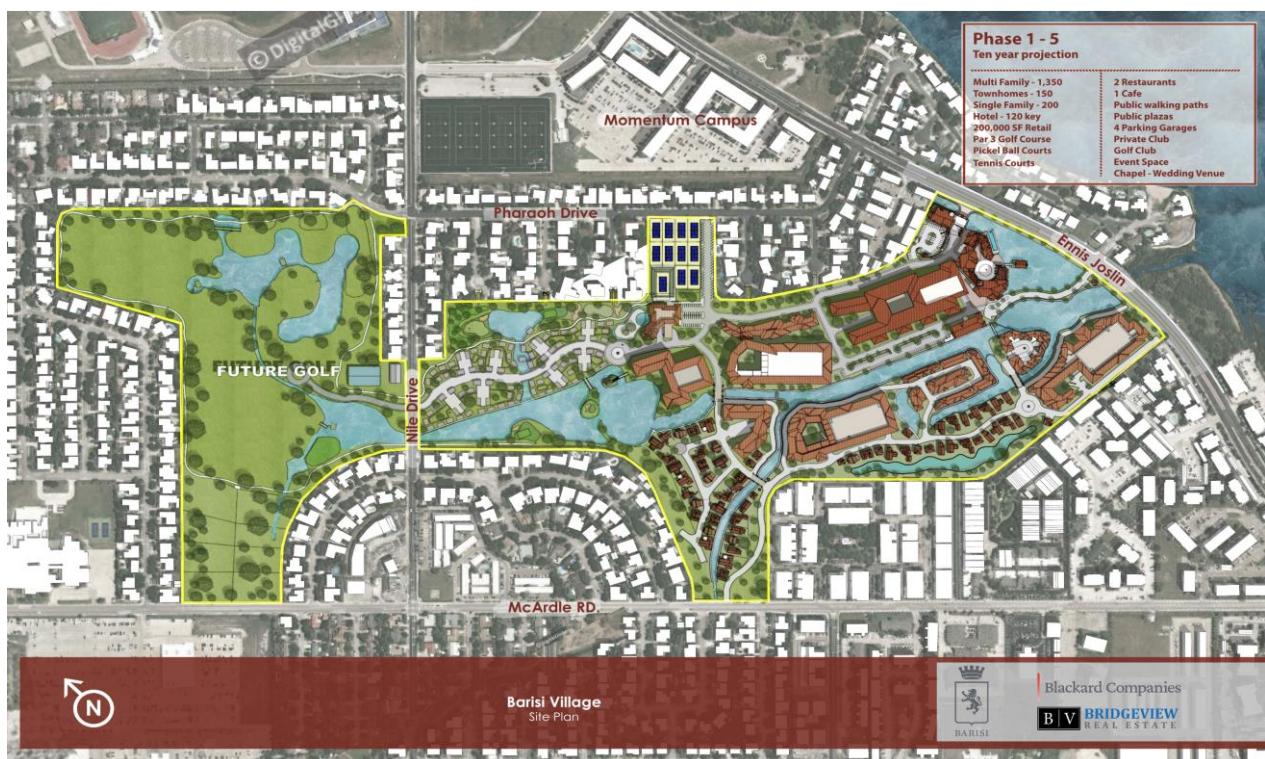 © DigitalGl
Phase 1 - 5
Ten year projection
Multi Family - 1,350
Townhomes - 150
Single Family - 200
Hotel - 120 key
200,000 SF Retail
Par 3 Golf Course
Pickel Ball Courts
Tennis Courts
2 Restaurants
1 Cafe
Public walking paths
Public plazas
4 Parking Garages
Private Club
Golf Club
Event Space
Chapel - Wedding Venue
Momentum Campus
Pharaoh Drive
Ennis Joslin
FUTURE GOLF
Nile Drive
McArdle RD.
N
Barisi Village
Site Plan
BARISI
Blackard Companies
B V BRIDGEVIEW
REAL ESTATE